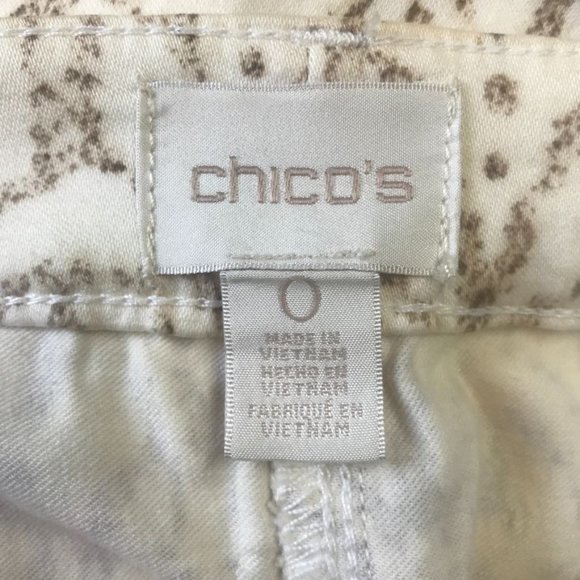 chico's
0
MADE IN
VIETNAM
HECHO EN
VIETNAM
FABRIQUÉ EN
VIETNAM